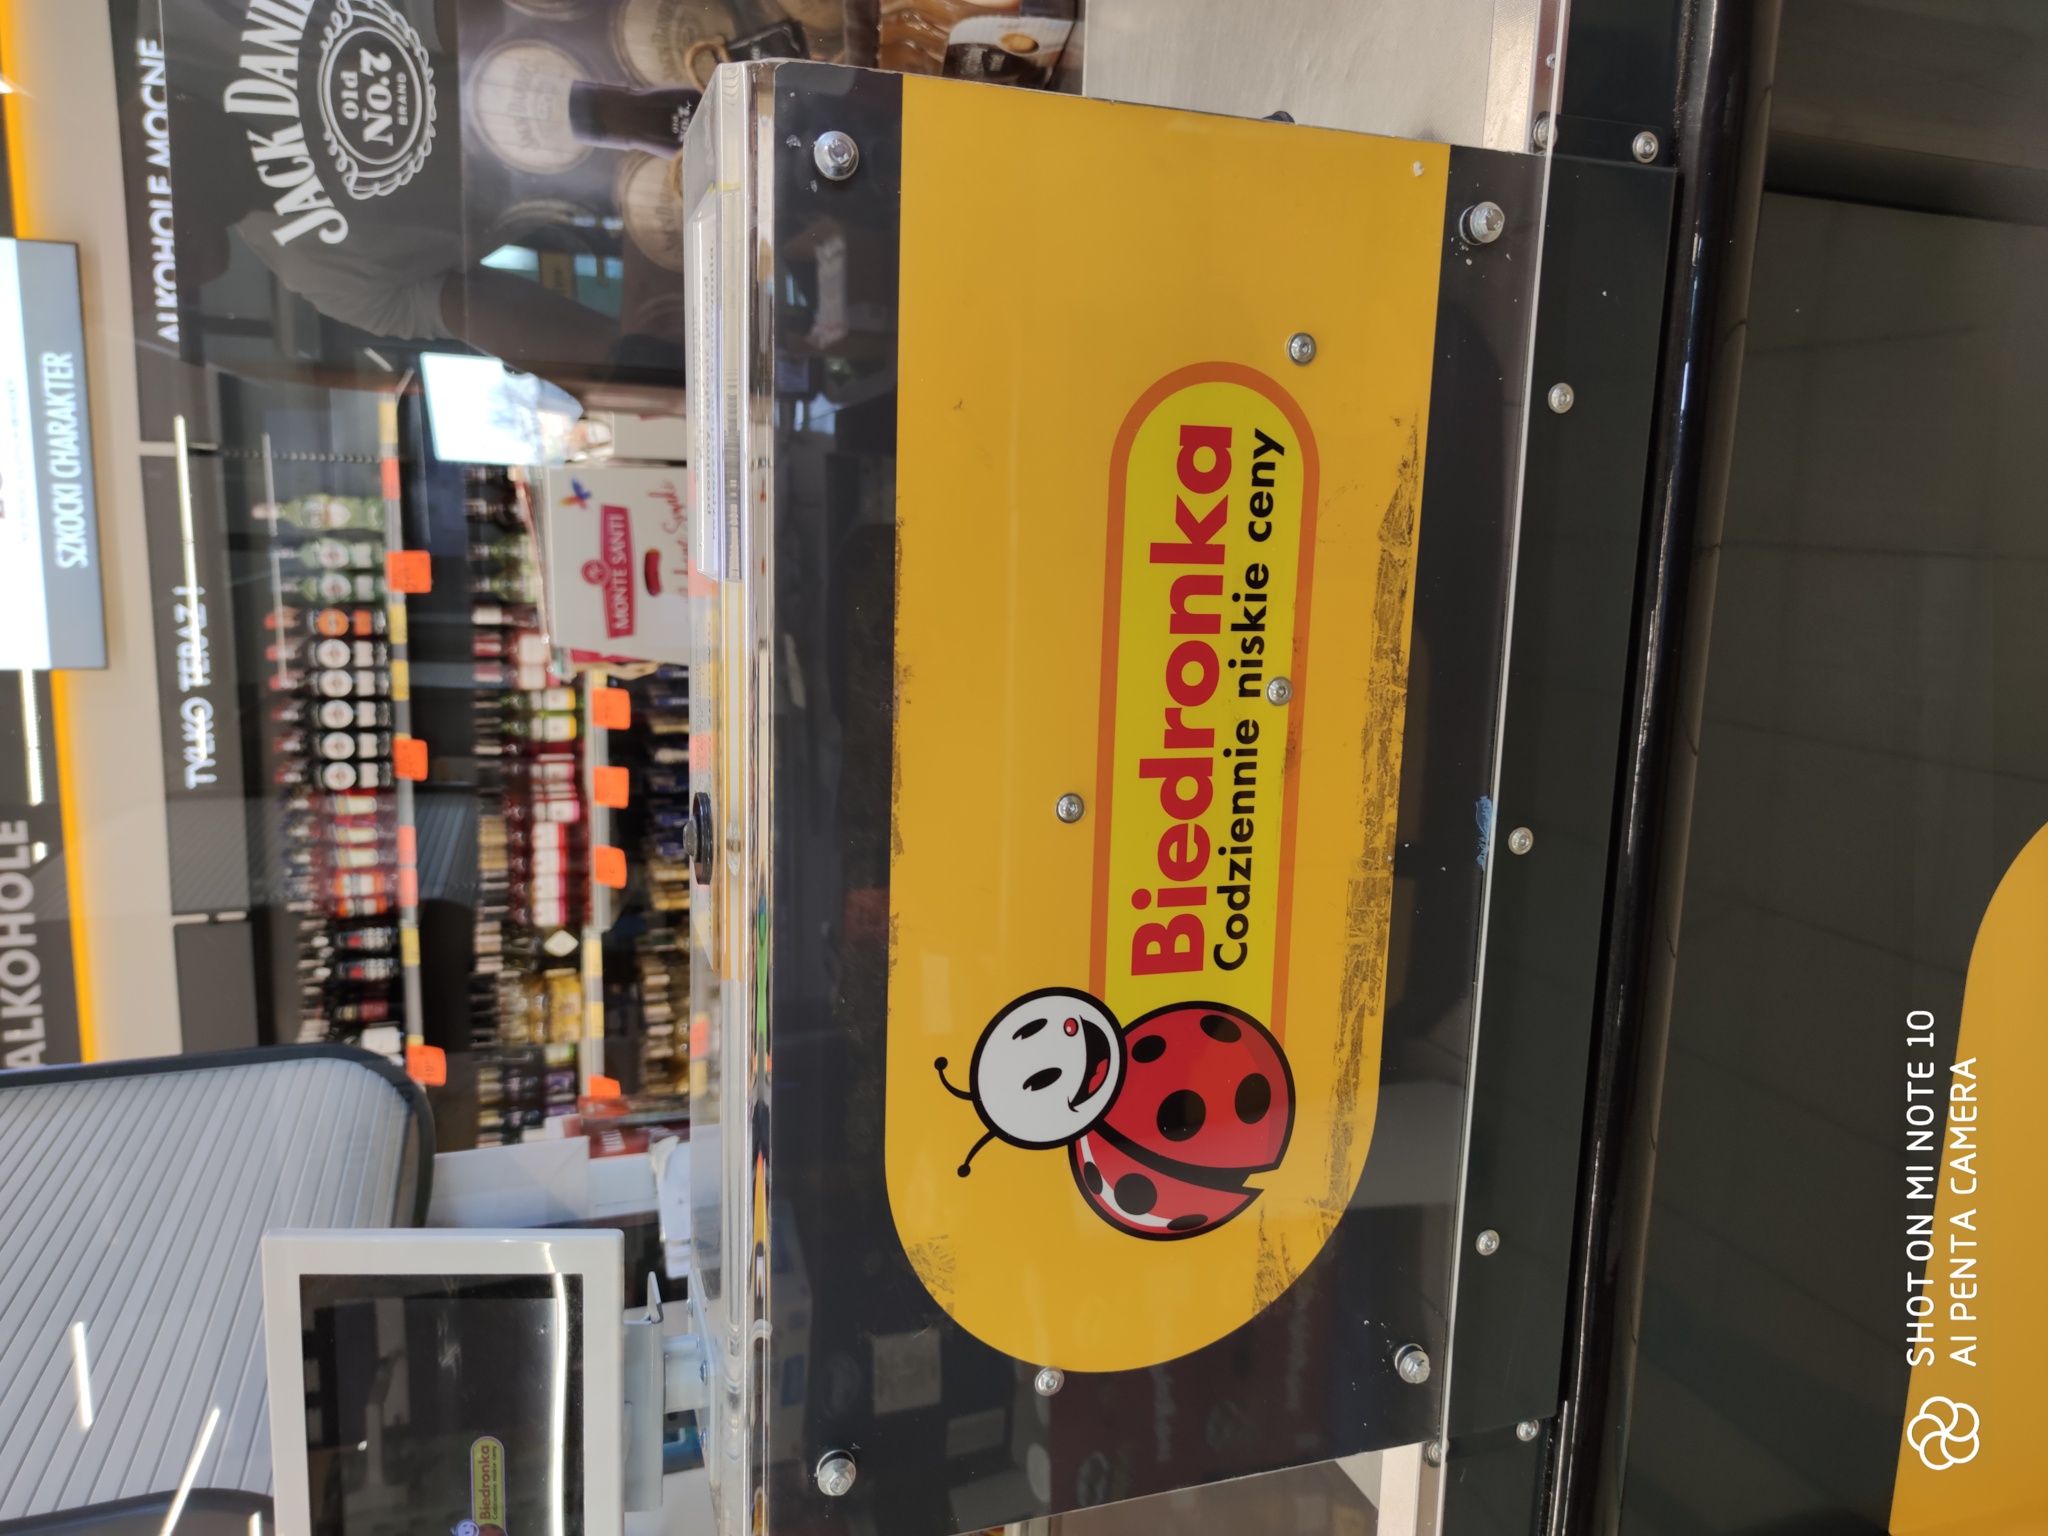 JACK DANIEL
Old
No.7
BRAND
ALKOHOLE MOCNE
SZKOCKI CHARAKTER
TYLKO TERAZ!
ALKOHOLE
MONTE SANTI
Biedronka
Codziennie niskie ceny
Biedronka
SHOT ON MI NOTE 10
AI PENTA CAMERA